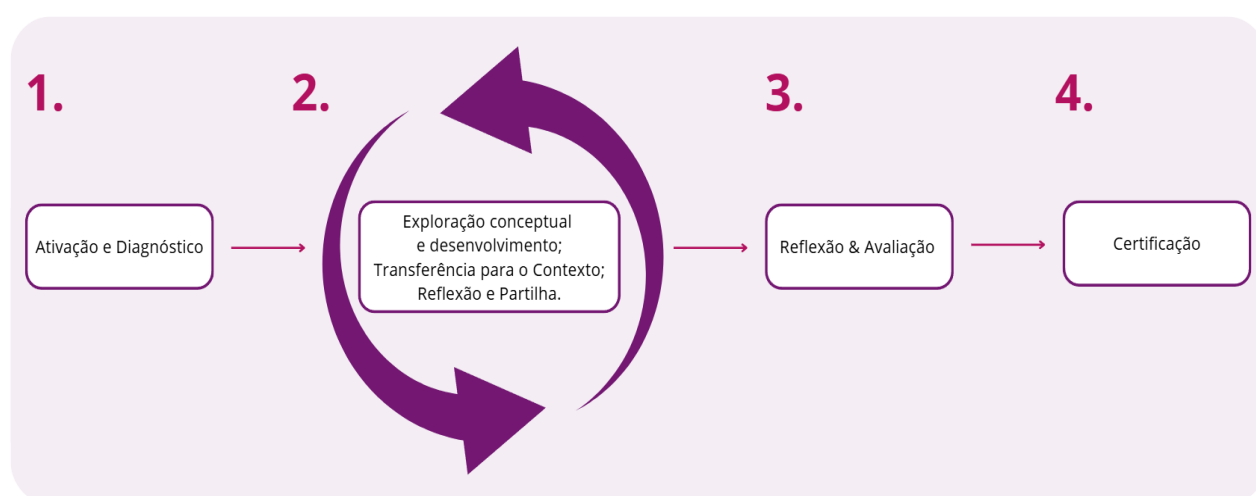 1.
2.
3.
4.
Ativação e Diagnóstico
Exploração conceptual
e desenvolvimento;
Transferência para o Contexto;
Reflexão e Partilha.
Reflexão & Avaliação
Certificação